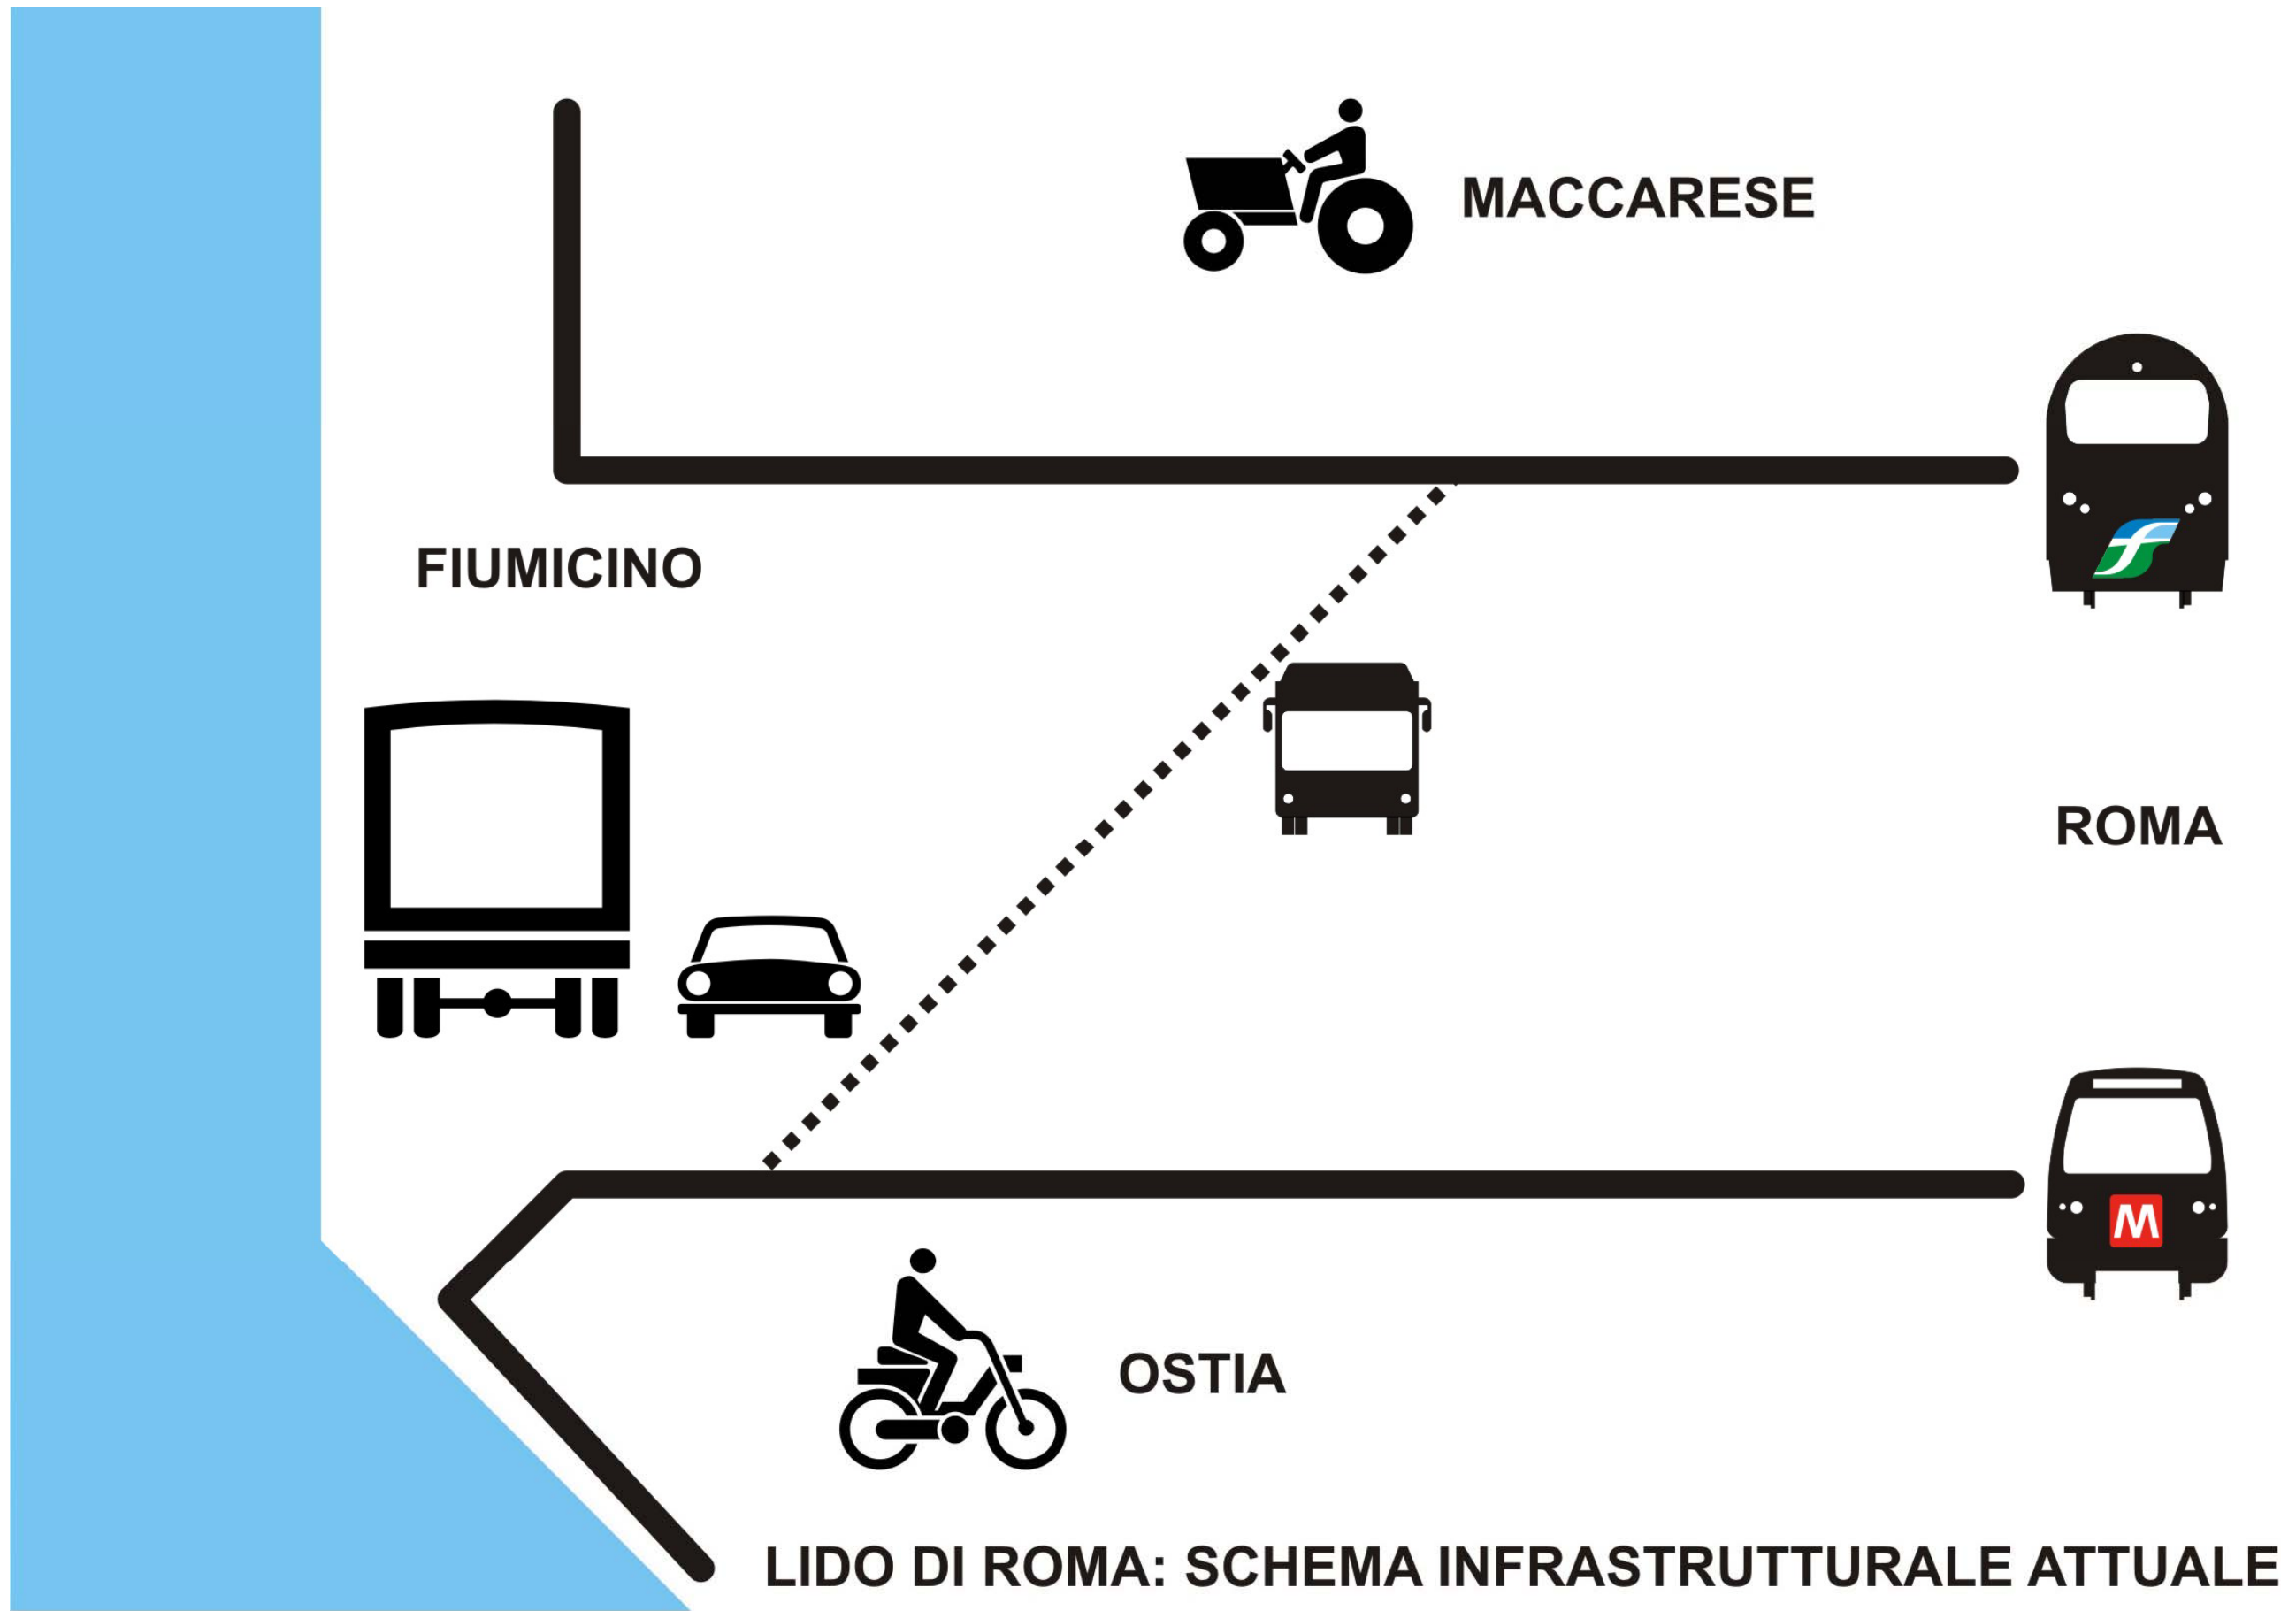 MACCARESE
FIUMICINO
ROMA
M
OSTIA
LIDO DI ROMA: SCHEMA INFRASTRUTTURALE ATTUALE